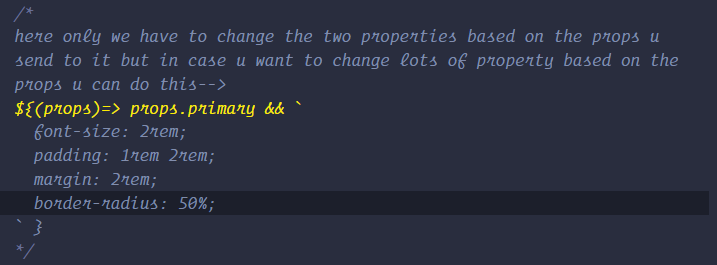 /*
here only we have to change the two properties based on the props u
send to it but in case u want to change lots of property based on the
props u can do this-->
${(props)=> props.primary && `
font-size: 2rem;
padding: 1rem 2rem;
margin: 2rem;
border-radius: 50%;
` }
*/